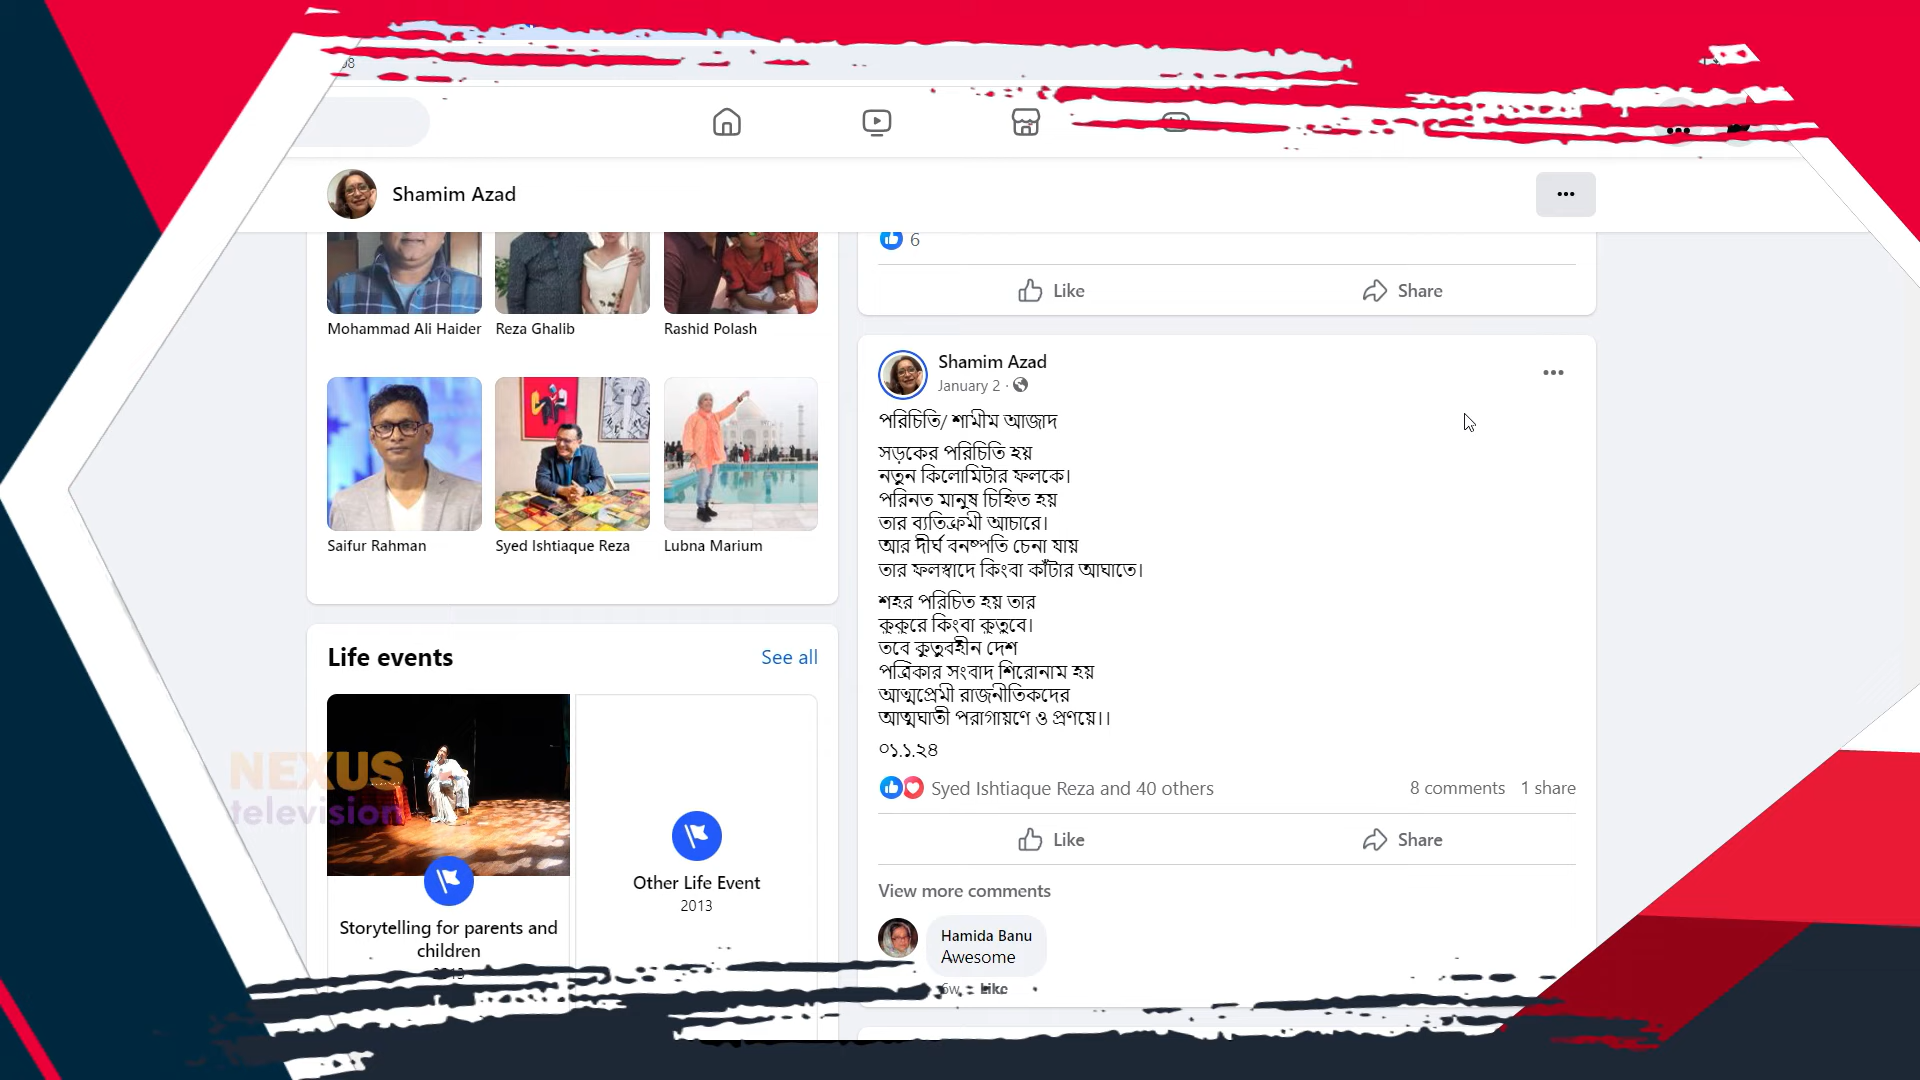 Shamim Azad
Mohammad Ali Haider
Reza Ghalib
Rashid Polash
Saifur Rahman
Syed Ishtiaque Reza
Lubna Marium
Life events
See all
Storytelling for parents and
children
2013
Other Life Event
2013
NEXUS
television
6
Like
Share
Shamim Azad
January 2 ·
পরিচিতি/ শামীম আজাদ
সড়কের পরিচিতি হয়
নতুন কিলোমিটার ফলকে।
পরিনত মানুষ চিহ্নিত হয়
তার ব্যতিক্রমী আচারে।
আর দীর্ঘ বনষ্পতি চেনা যায়
তার ফলস্বাদে কিংবা কাঁটার আঘাতে।
শহর পরিচিত হয় তার
কুকুরে কিংবা কুতুবে।
তবে কুতুবহীন দেশ
পত্রিকার সংবাদ শিরোনাম হয়
আত্মপ্রেমী রাজনীতিকদের
আত্মঘাতী পরাগায়ণে ও প্রণয়ে।।
০১.১.২৪
Syed Ishtiaque Reza and 40 others
8 comments 1 share
Like
Share
View more comments
Hamida Banu
Awesome
6w Like